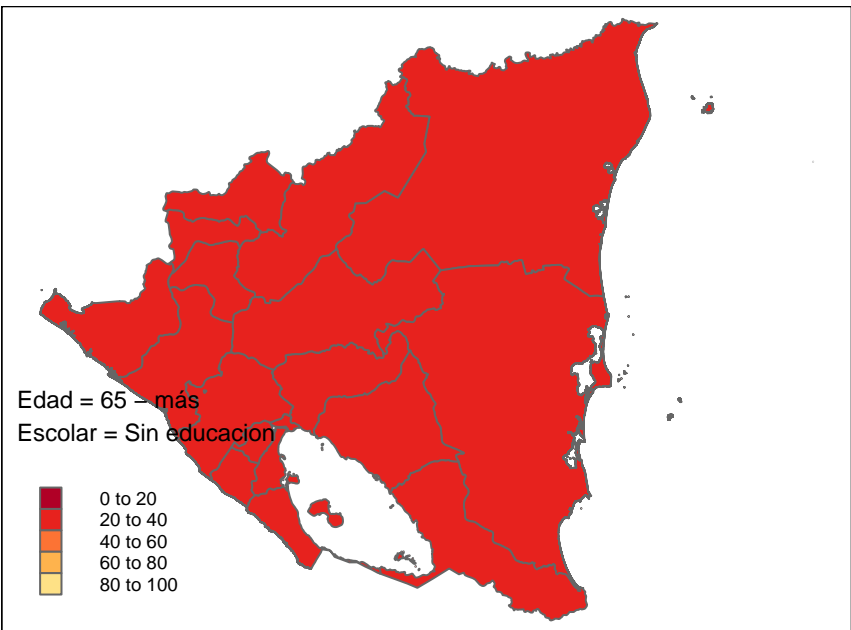 Edad = 65 − más
Escolar = Sin educacion
0 to 20
20 to 40
40 to 60
60 to 80
80 to 100